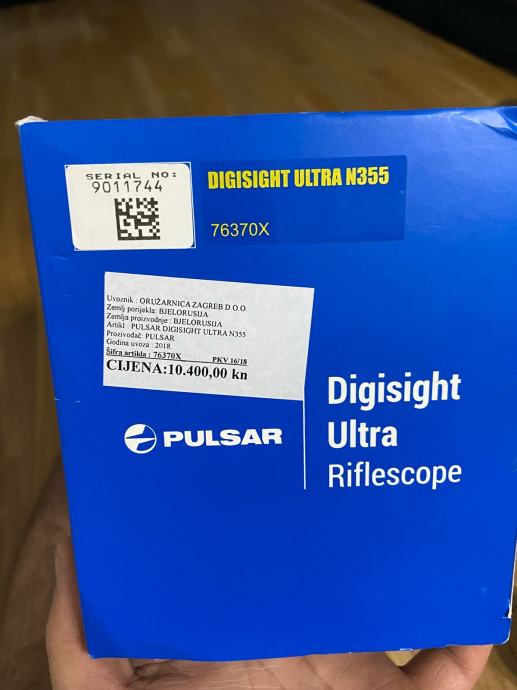 SERIAL NO:
9011744
DIGISIGHT ULTRA N355
76370X
Uvoznik : ORUŽARNICA ZAGREB D.O.O
Zemlj porijekla: BJELORUSIJA
Zemlja proizvodnje : BJELORUSIJA
Artikl : PULSAR DIGISIGHT ULTRA N355
Proizvođač: PULSAR
Godina uvoza : 2018.
Šifra artikla : 76370X PKV 16/18
CIJENA:10.400,00 kn
PULSAR
Digisight
Ultra
Riflescope